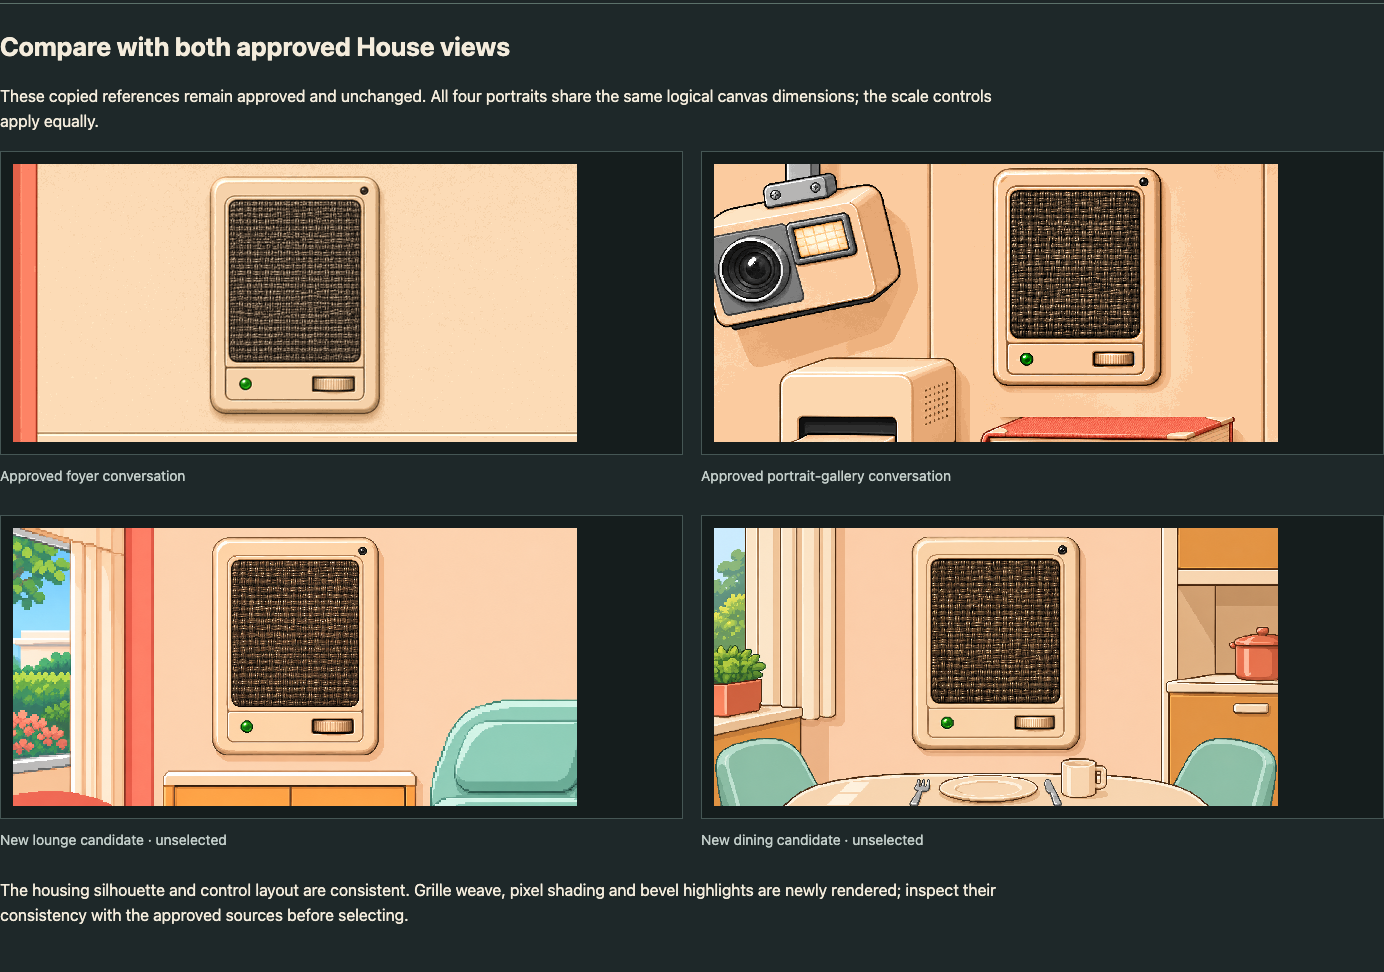 Compare with both approved House views
These copied references remain approved and unchanged. All four portraits share the same logical canvas dimensions; the scale controls
apply equally.
Approved foyer conversation
Approved portrait-gallery conversation
New lounge candidate · unselected
New dining candidate · unselected
The housing silhouette and control layout are consistent. Grille weave, pixel shading and bevel highlights are newly rendered; inspect their
consistency with the approved sources before selecting.